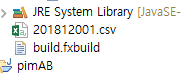 JRE System Library [JavaSE-
201812001.csv
build.fxbuild
pimAB